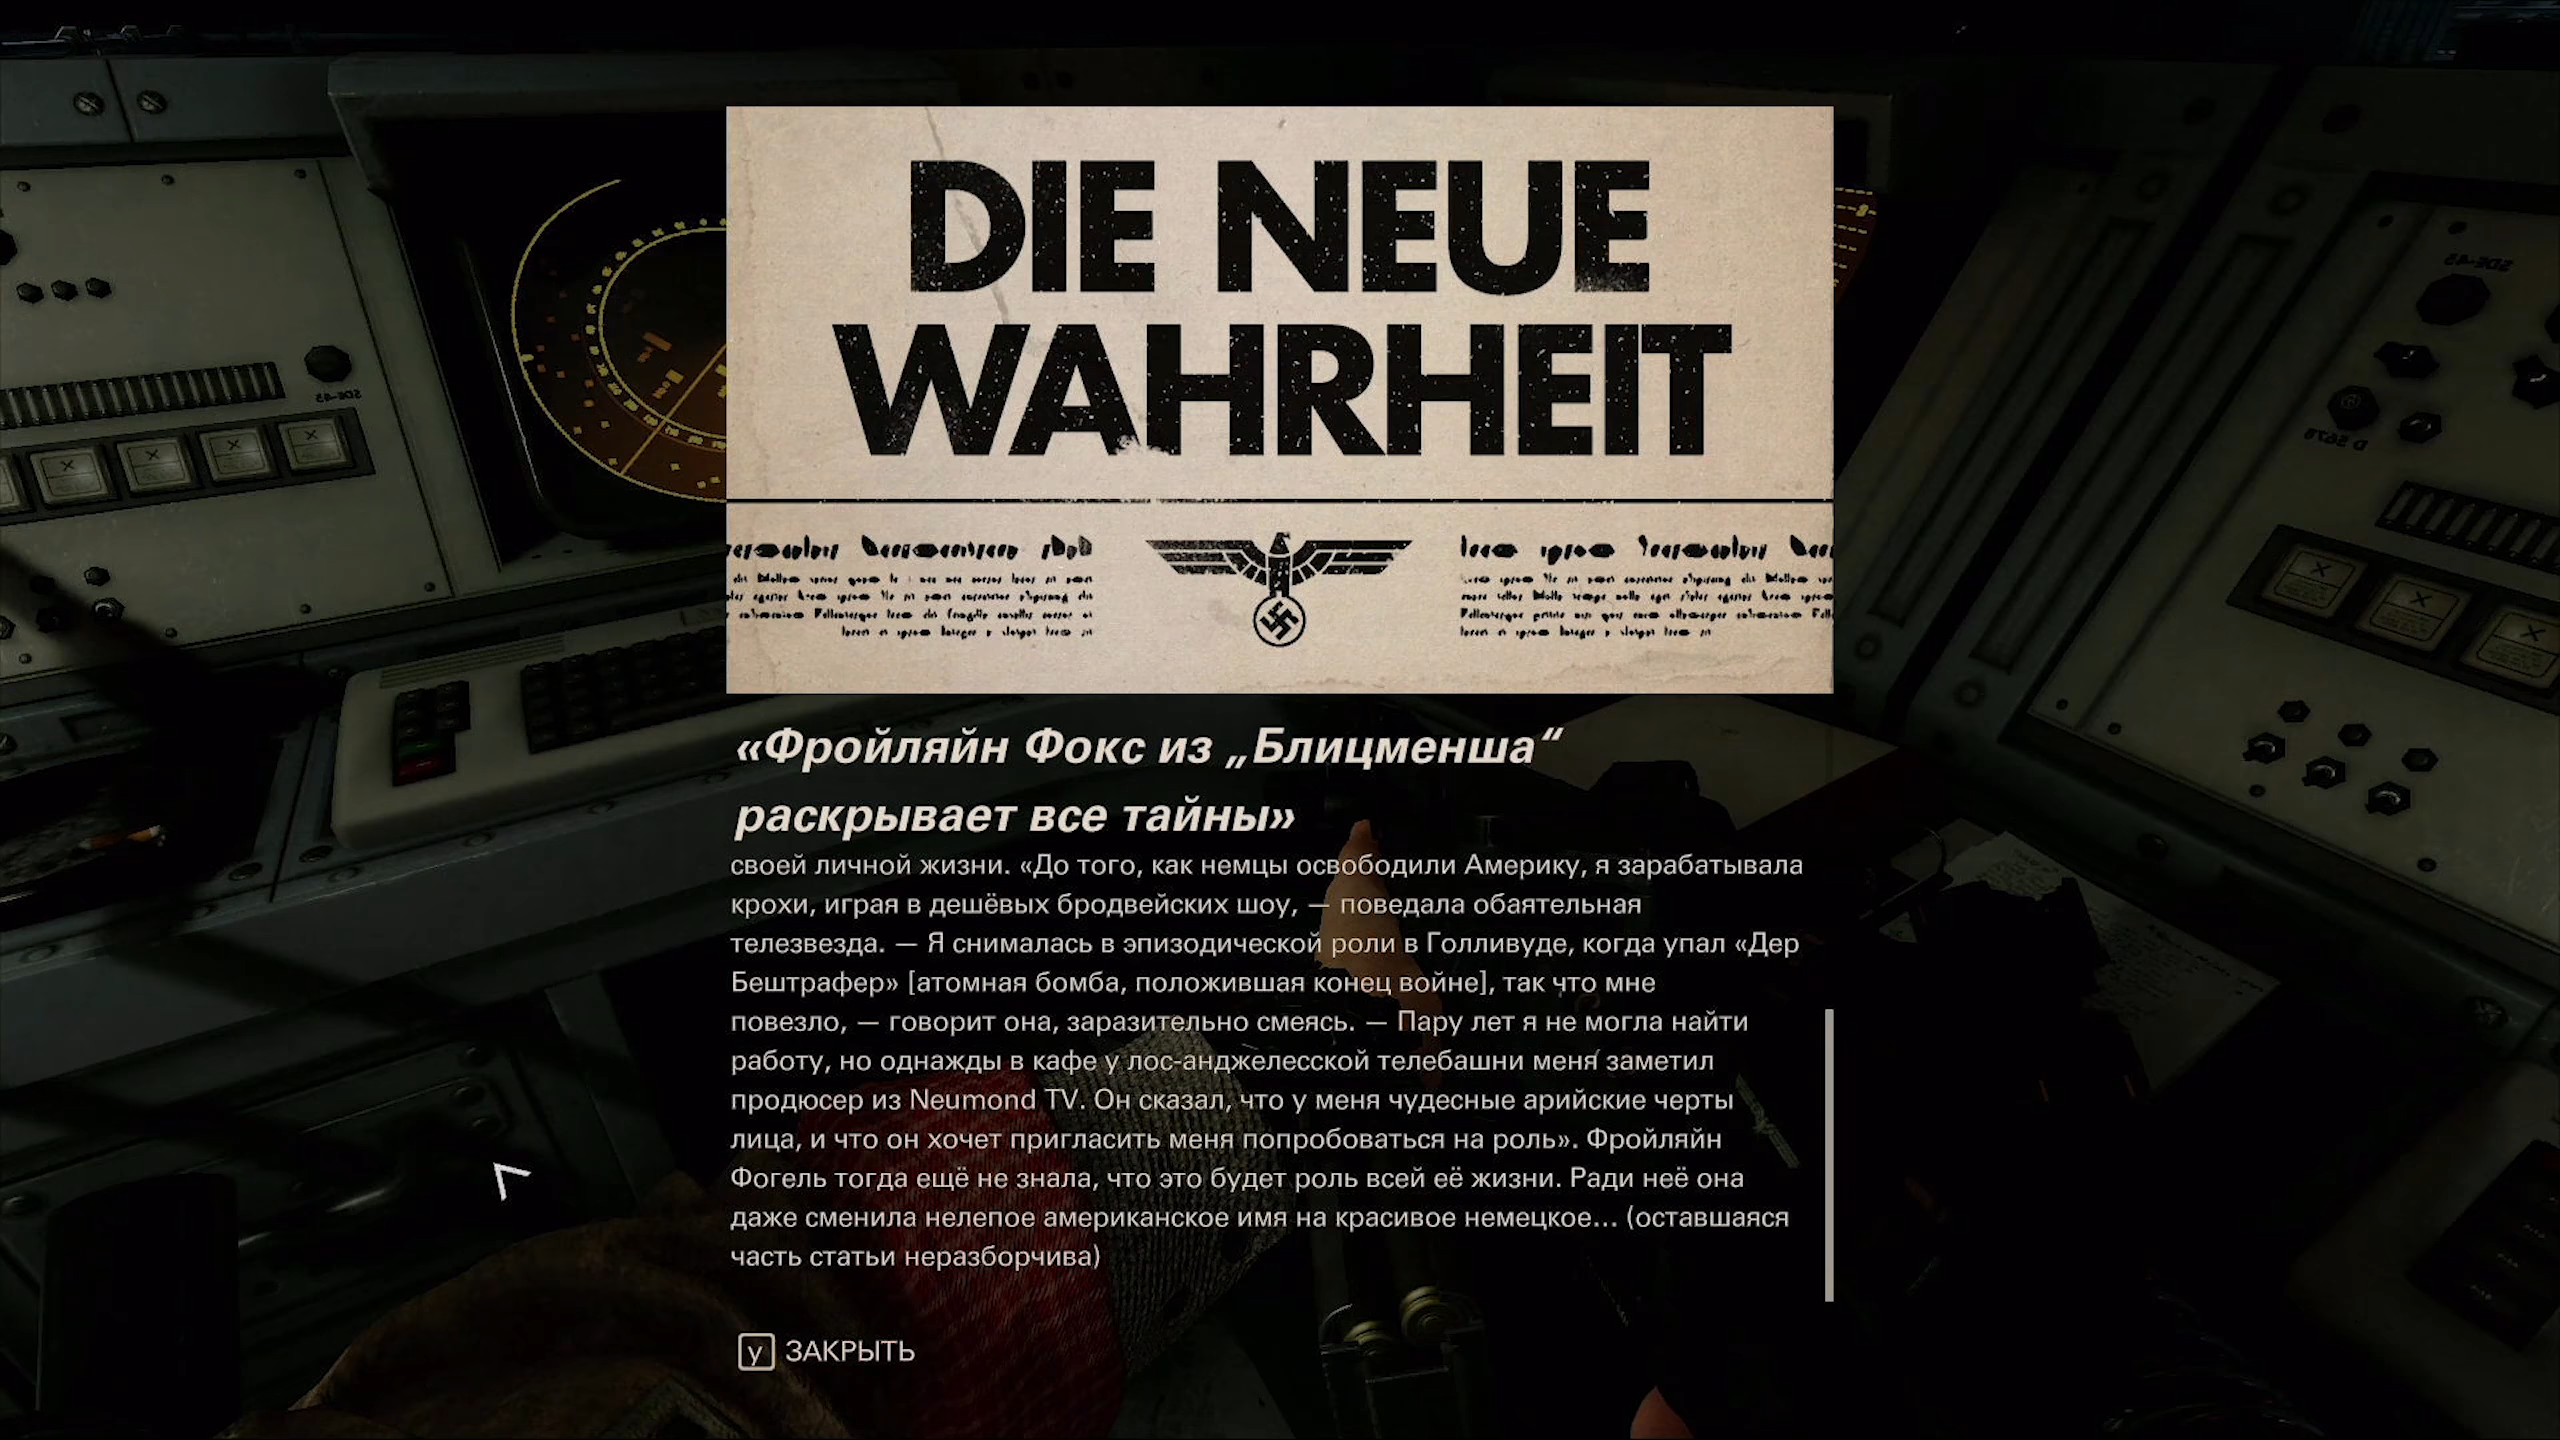 DIE NEUE
WAHRHEIT
«Фройляйн Фокс из „Блицменша“
раскрывает все тайны»
своей личной жизни. «До того, как немцы освободили Америку, я зарабатывала
крохи, играя в дешёвых бродвейских шоу, — поведала обаятельная
телезвезда. — Я снималась в эпизодической роли в Голливуде, когда упал «Дер
Бештрафер» [атомная бомба, положившая конец войне], так что мне
повезло, — говорит она, заразительно смеясь. — Пару лет я не могла найти
работу, но однажды в кафе у лос-анджелесской телебашни меня заметил
продюсер из Neumond TV. Он сказал, что у меня чудесные арийские черты
лица, и что он хочет пригласить меня попробоваться на роль». Фройляйн
Фогель тогда ещё не знала, что это будет роль всей её жизни. Ради неё она
даже сменила нелепое американское имя на красивое немецкое... (оставшаяся
часть статьи неразборчива)
y ЗАКРЫТЬ